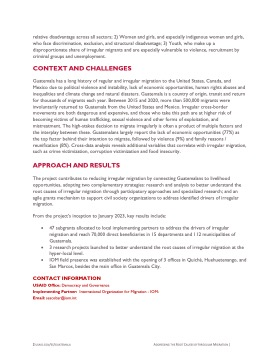 relative disadvantage across all sectors; 2) Women and girls, and especially indigenous women and girls,
who face discrimination, exclusion, and structural disadvantage; 3) Youth, who make up a
disproportionate share of irregular migrants and are especially vulnerable to violence, recruitment by
criminal groups and unemployment.
CONTEXT AND CHALLENGES
Guatemala has a long history of regular and irregular migration to the United States, Canada, and
Mexico due to political violence and instability, lack of economic opportunities, human rights abuses and
inequalities and climate change and natural disasters. Guatemala is a country of origin, transit and return
for thousands of migrants each year. Between 2015 and 2020, more than 500,000 migrants were
involuntarily returned to Guatemala from the United States and Mexico. Irregular cross-border
movements are both dangerous and expensive, and those who take this path are at higher risk of
becoming victims of human trafficking, sexual violence and other forms of exploitation, and
mistreatment. The high-stakes decision to migrate irregularly is often a product of multiple factors and
the interplay between these. Guatemalans largely report the lack of economic opportunities (77%) as
the top factor behind their intention to migrate, followed by violence (9%) and family reasons /
reunification (6%). Cross-data analysis reveals additional variables that correlate with irregular migration,
such as crime victimization, corruption victimization and food insecurity.
APPROACH AND RESULTS
The project contributes to reducing irregular migration by connecting Guatemalans to livelihood
opportunities, adopting two complementary strategies: research and analysis to better understand the
root causes of irregular migration through participatory approaches and specialized research; and an
agile grants mechanism to support civil society organizations to address identified drivers of irregular
migration.
From the project's inception to January 2023, key results include:
• 47 subgrants allocated to local implementing partners to address the drivers of irregular
migration and reach 70,000 direct beneficiaries in 15 departments and 112 municipalities of
Guatemala.
• 3 research projects launched to better understand the root causes of irregular migration at the
hyper-local level.
• IOM field presence was established with the opening of 3 offices in Quiché, Huehuetenango, and
San Marcos, besides the main office in Guatemala City.
CONTACT INFORMATION
USAID Office: Democracy and Governance
Implementing Partner: International Organization for Migration - IOM